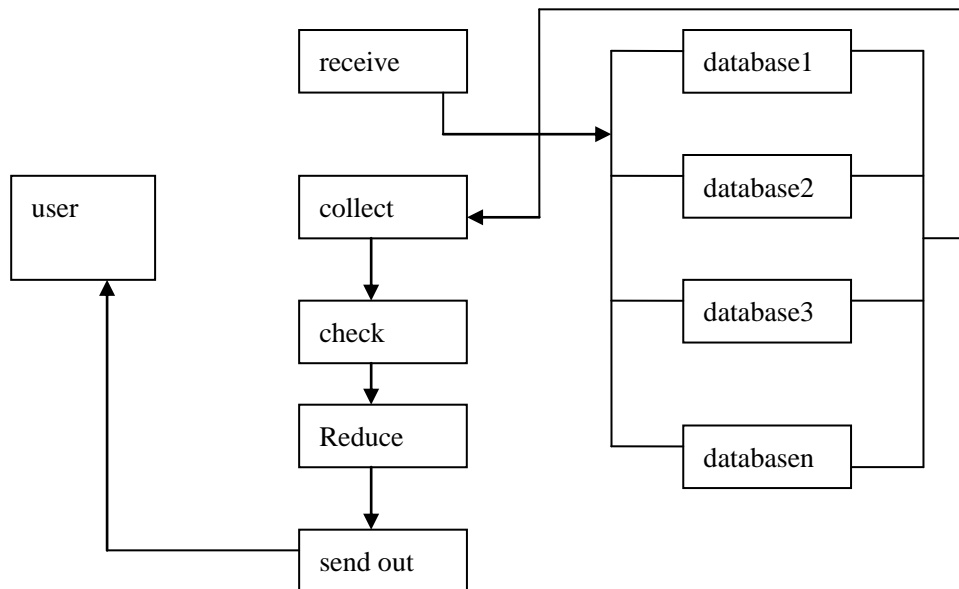 receive
database1
user
collect
database2
check
database3
Reduce
databasen
send out